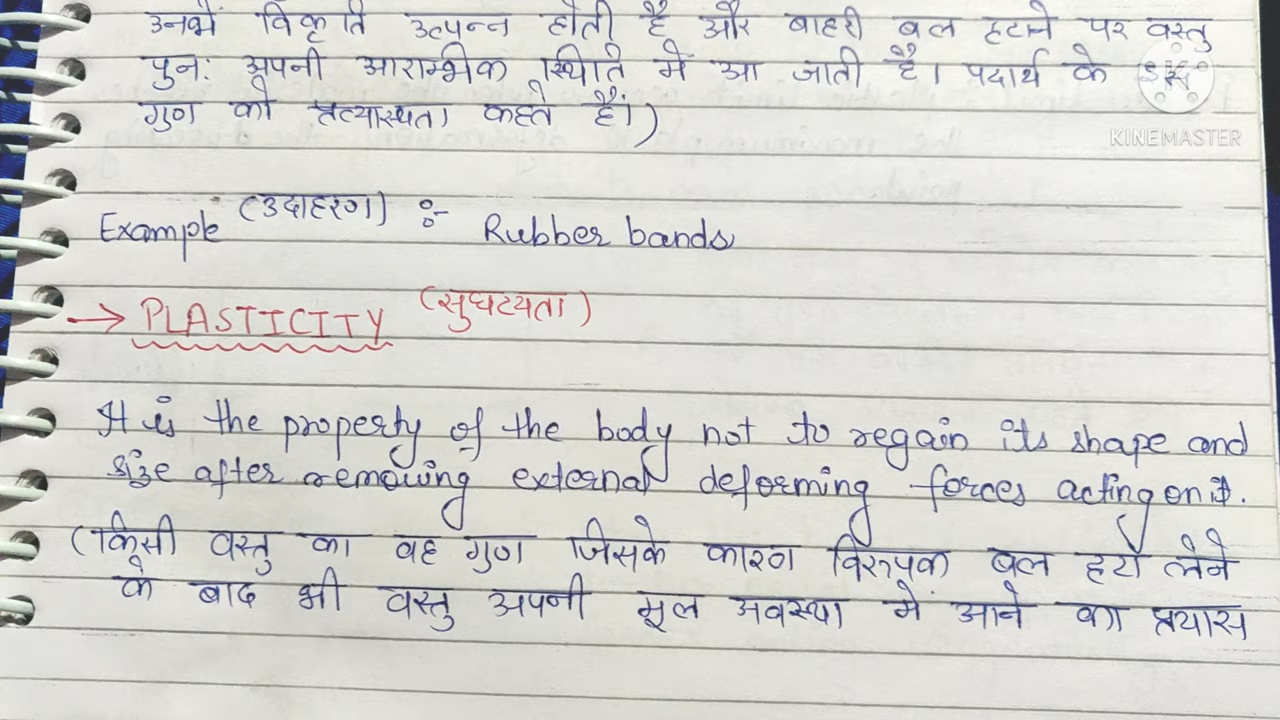 उनमें विकृति उत्पन्न होती है और बाहरी बल हटाने पर वस्तु
पुनः अपनी आरम्भिक स्थिति में आ जाती है। पदार्थ के इस
गुण को प्रत्यास्थता कहते हैं।)
KINEMASTER
Example (उदाहरण) :- Rubber bands
→ PLASTICITY (सुघट्यता)
It is the property of the body not to regain its shape and
size after removing external deforming forces acting on it.
(किसी वस्तु का वह गुण जिसके कारण विरूपक बल हटा लेने
के बाद भी वस्तु अपनी मूल अवस्था में आने का प्रयास